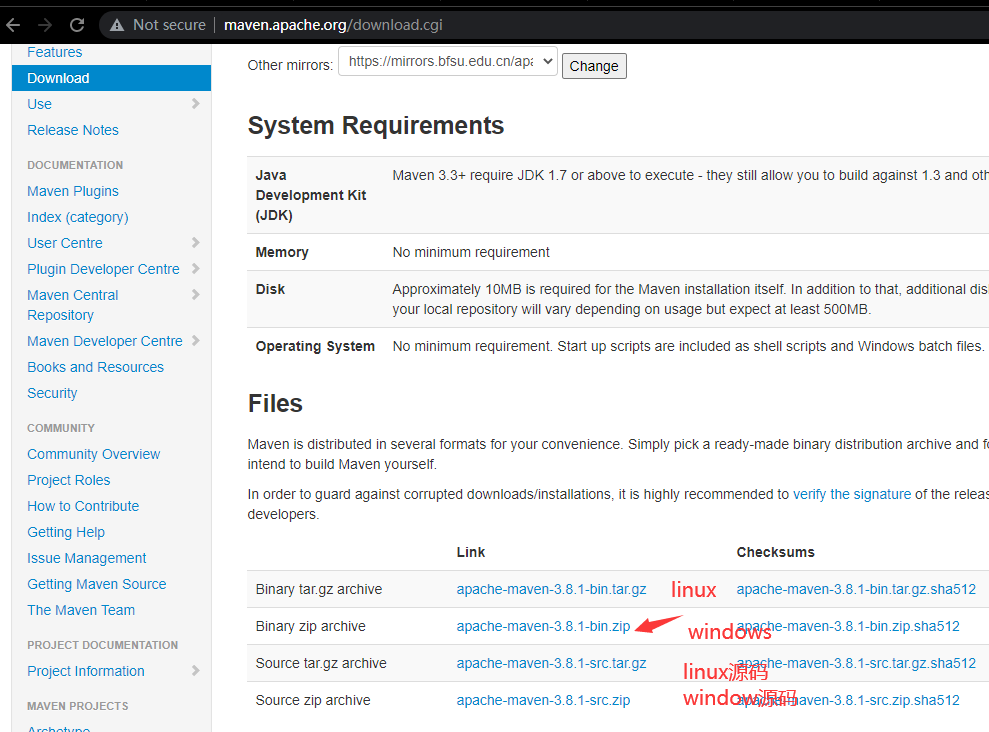 Not secure | maven.apache.org/download.cgi
Features
Download
Use
Release Notes
DOCUMENTATION
Maven Plugins
Index (category)
User Centre
Plugin Developer Centre
Maven Central
Repository
Maven Developer Centre
Books and Resources
Security
COMMUNITY
Community Overview
Project Roles
How to Contribute
Getting Help
Issue Management
Getting Maven Source
The Maven Team
PROJECT DOCUMENTATION
Project Information
MAVEN PROJECTS
Archetype
Other mirrors: https://mirrors.bfsu.edu.cn/apa Change
System Requirements
Java
Development Kit
(JDK)
Maven 3.3+ require JDK 1.7 or above to execute - they still allow you to build against 1.3 and oth
Memory No minimum requirement
Disk Approximately 10MB is required for the Maven installation itself. In addition to that, additional dis
your local repository will vary depending on usage but expect at least 500MB.
Operating System No minimum requirement. Start up scripts are included as shell scripts and Windows batch files.
Files
Maven is distributed in several formats for your convenience. Simply pick a ready-made binary distribution archive and fo
intend to build Maven yourself.
In order to guard against corrupted downloads/installations, it is highly recommended to verify the signature of the releas
developers.
Link Checksums
Binary tar.gz archive apache-maven-3.8.1-bin.tar.gz linux apache-maven-3.8.1-bin.tar.gz.sha512
Binary zip archive apache-maven-3.8.1-bin.zip windows apache-maven-3.8.1-bin.zip.sha512
Source tar.gz archive apache-maven-3.8.1-src.tar.gz linux源码 apache-maven-3.8.1-src.tar.gz.sha512
Source zip archive apache-maven-3.8.1-src.zip window源码 apache-maven-3.8.1-src.zip.sha512